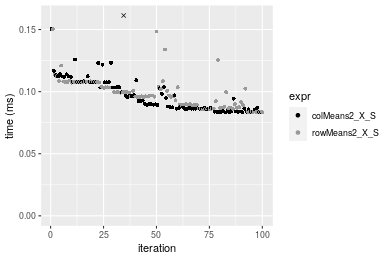 0.15
0.10
0.05
0.00
time (ms)
0
25
50
75
100
iteration
expr
colMeans2_X_S
rowMeans2_X_S